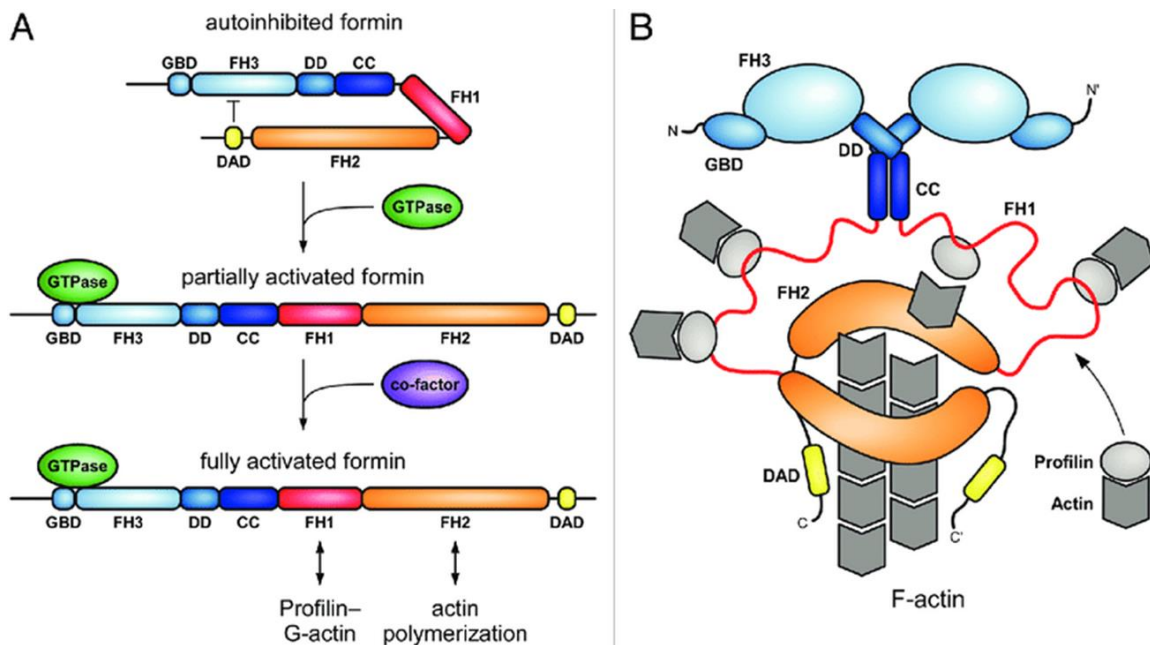 A
autoinhibited formin
GBD FH3 DD CC
FH1
DAD FH2
GTPase
partially activated formin
GTPase
GBD FH3 DD CC FH1 FH2 DAD
co-factor
fully activated formin
GTPase
GBD FH3 DD CC FH1 FH2 DAD
Profilin–
G-actin
actin
polymerization
B
FH3
N
N'
GBD
DD
CC
FH1
FH2
DAD
C
C'
Profilin
Actin
F-actin